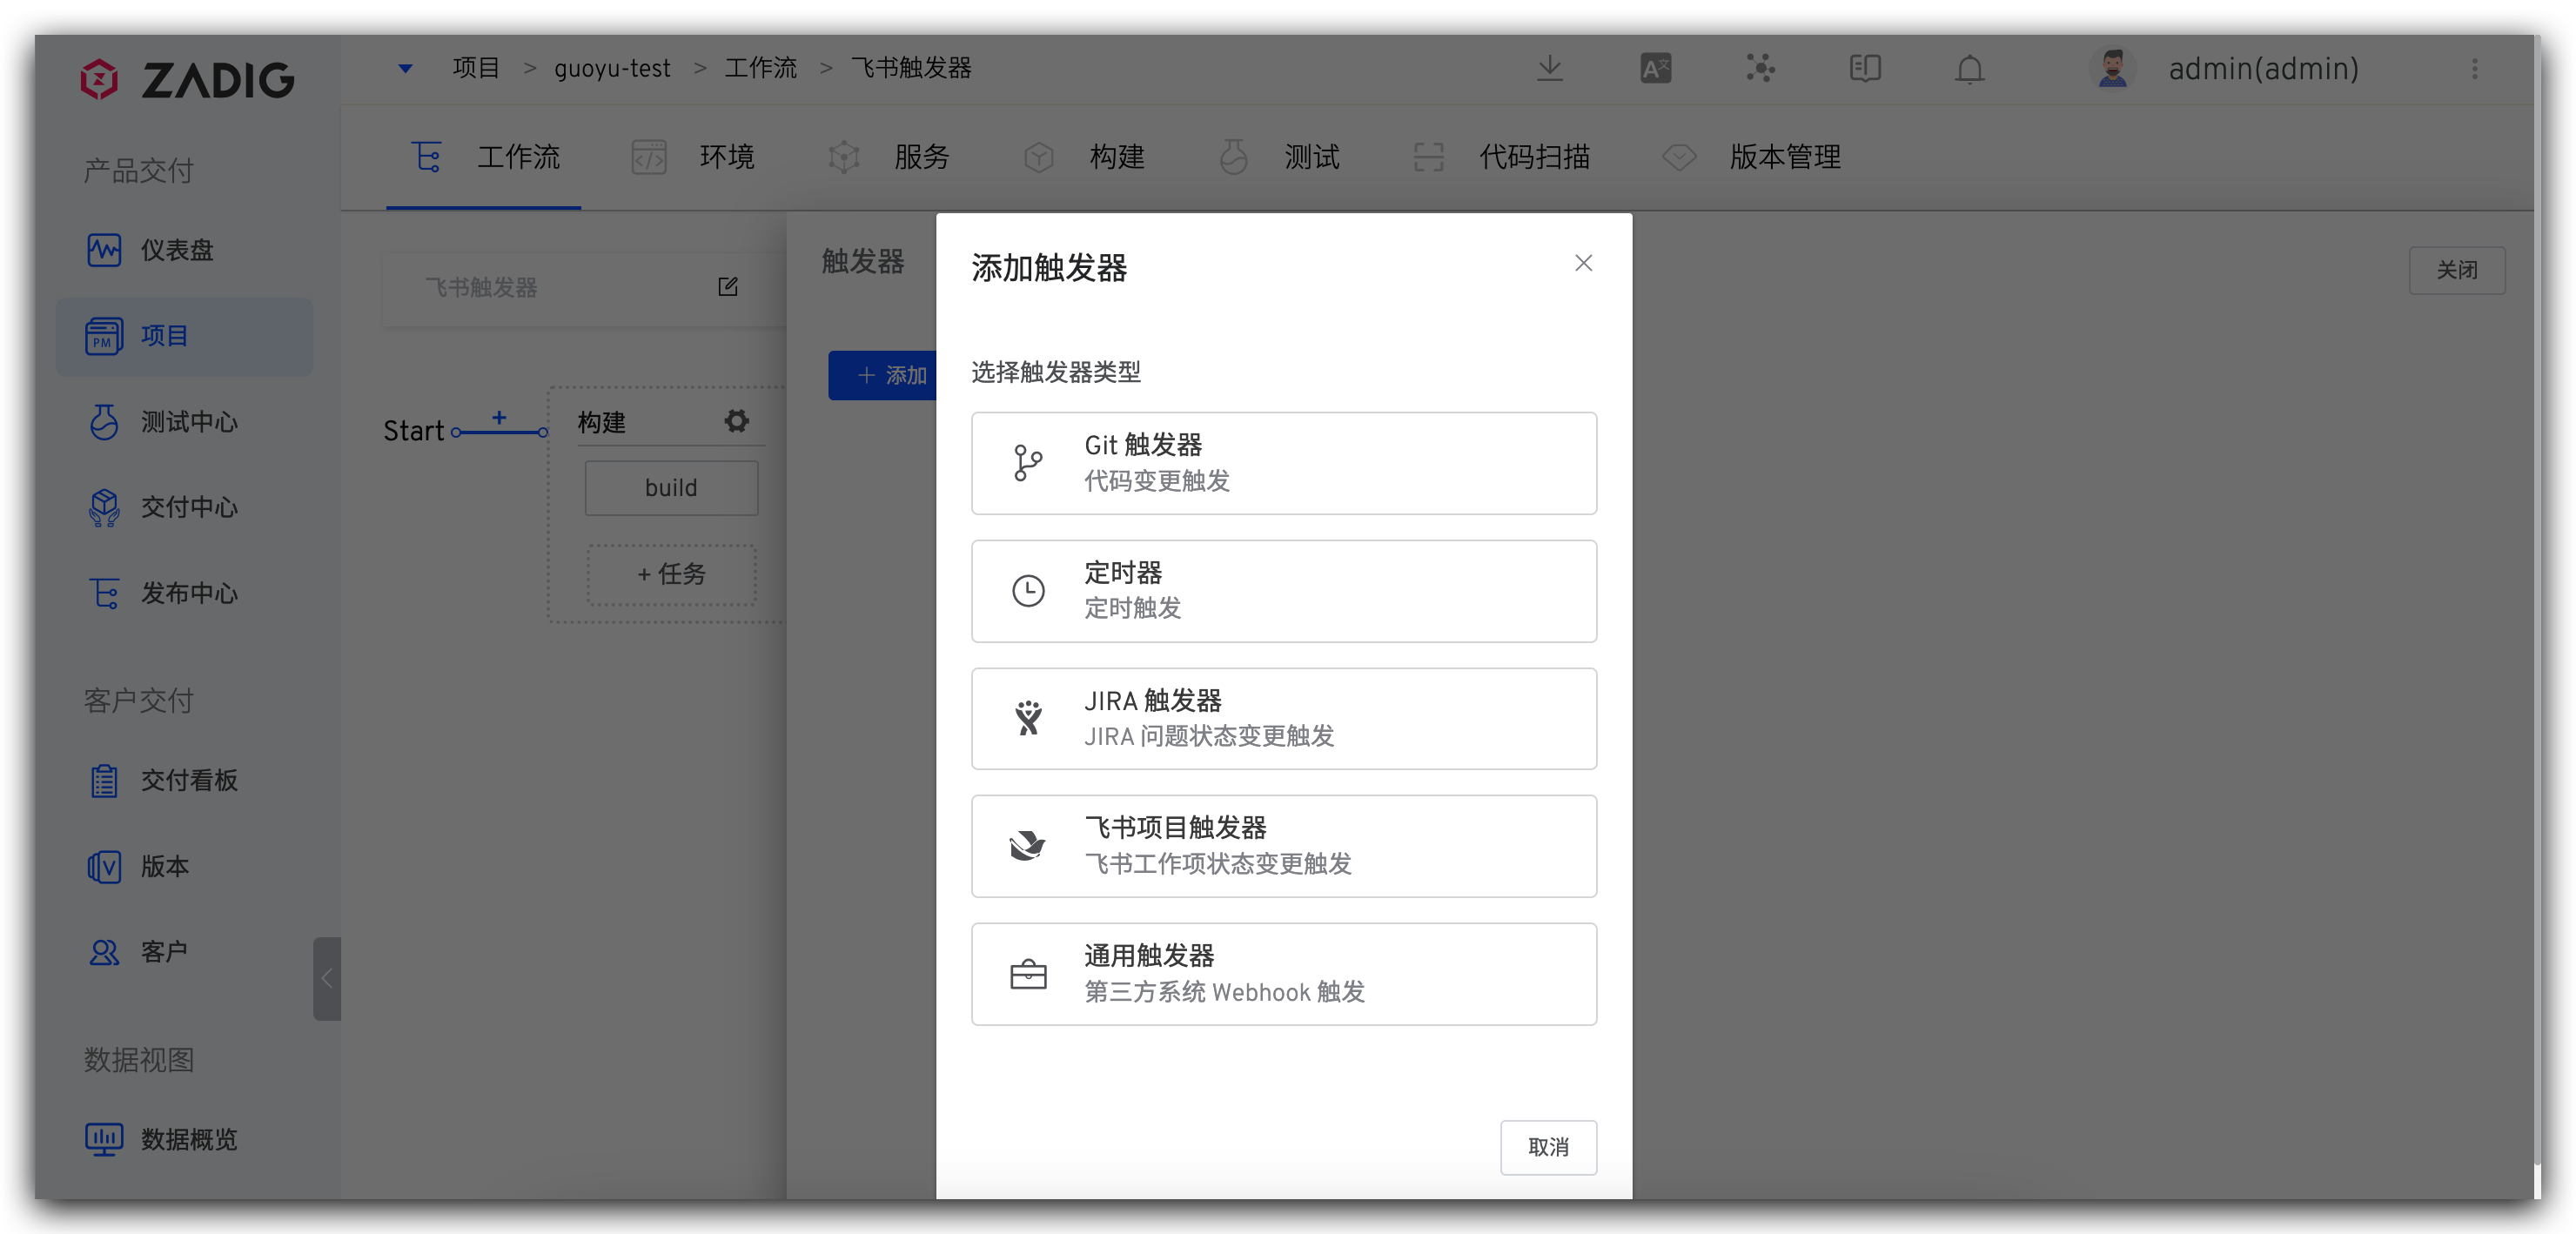 ZADIG
项目 > guoyu-test > 工作流 > 飞书触发器
admin(admin)
工作流
环境
服务
构建
测试
代码扫描
版本管理
产品交付
仪表盘
PM
项目
测试中心
交付中心
发布中心
客户交付
交付看板
V
版本
客户
数据视图
数据概览
飞书触发器
Start
+
构建
build
+ 任务
触发器
+ 添加
关闭
添加触发器
选择触发器类型
Git 触发器
代码变更触发
定时器
定时触发
JIRA 触发器
JIRA 问题状态变更触发
飞书项目触发器
飞书工作项状态变更触发
通用触发器
第三方系统 Webhook 触发
取消